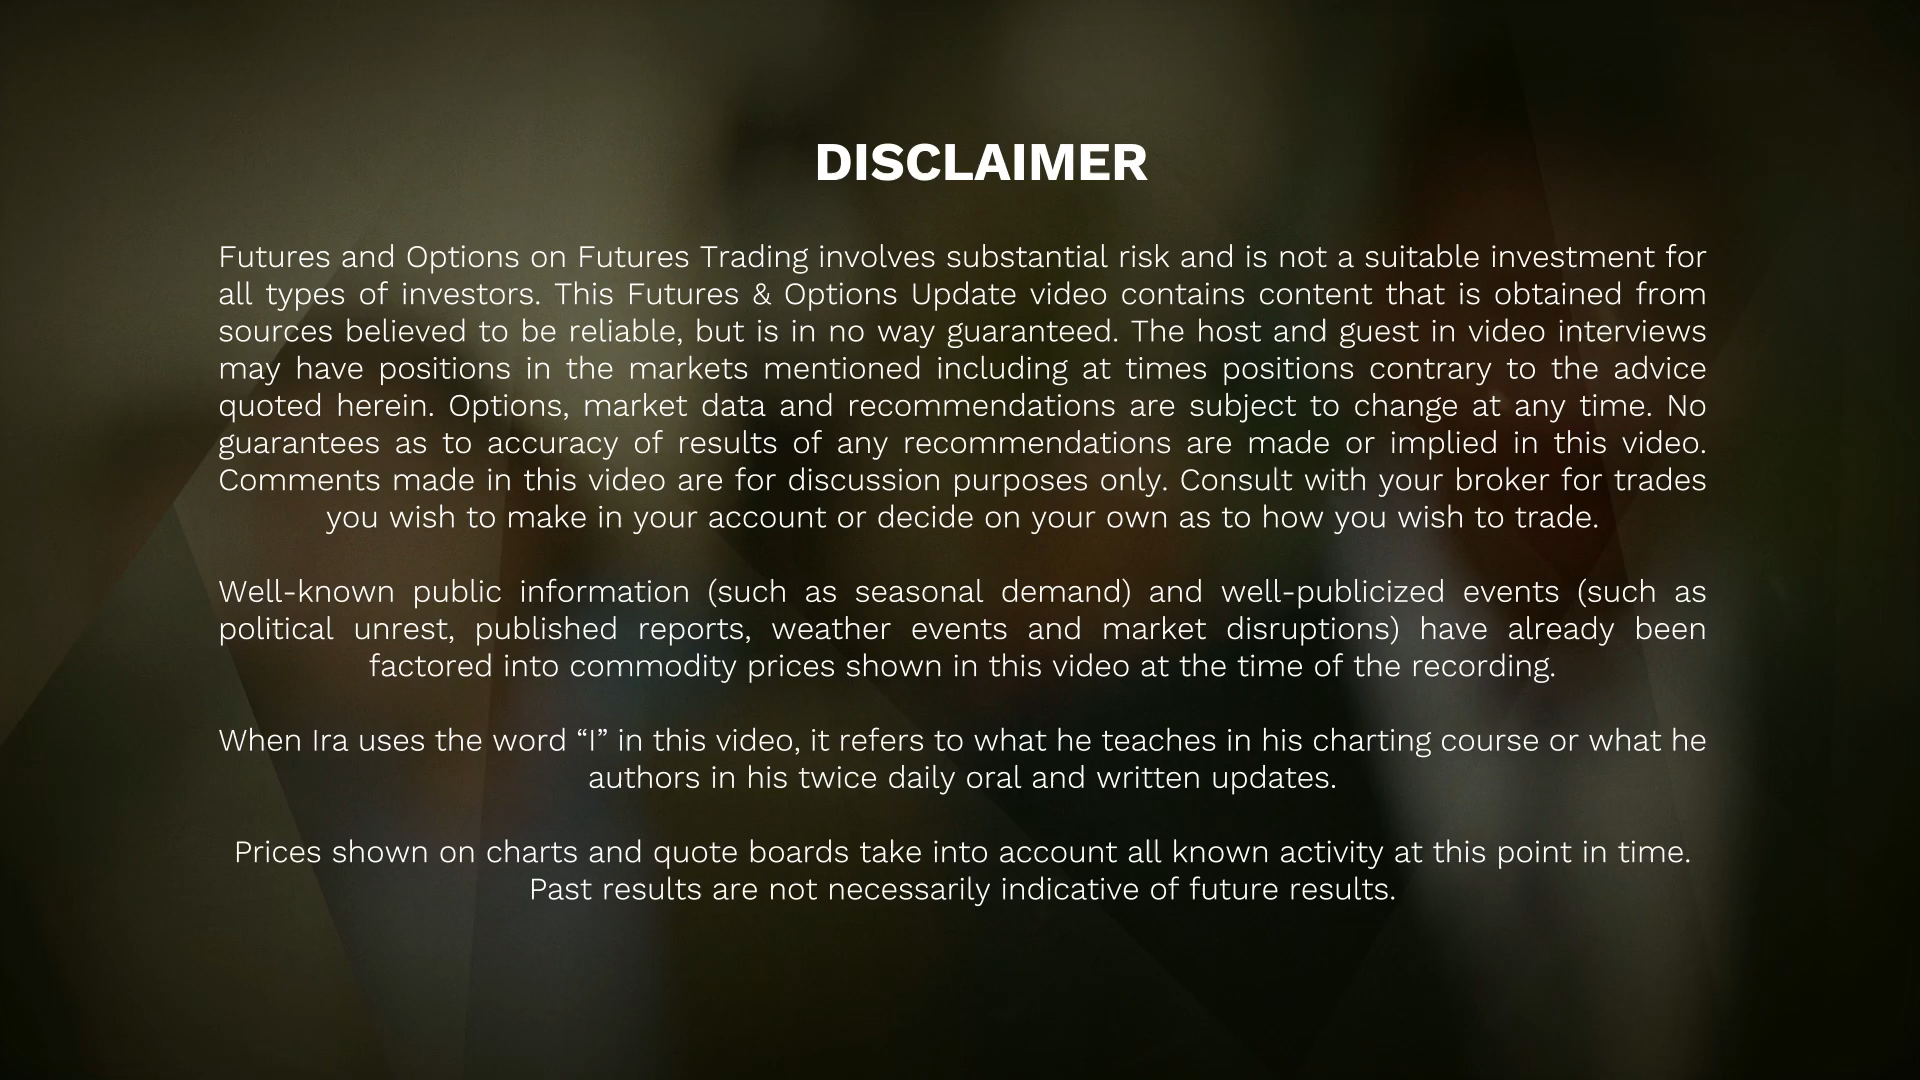 DISCLAIMER
Futures and Options on Futures Trading involves substantial risk and is not a suitable investment for
all types of investors. This Futures & Options Update video contains content that is obtained from
sources believed to be reliable, but is in no way guaranteed. The host and guest in video interviews
may have positions in the markets mentioned including at times positions contrary to the advice
quoted herein. Options, market data and recommendations are subject to change at any time. No
guarantees as to accuracy of results of any recommendations are made or implied in this video.
Comments made in this video are for discussion purposes only. Consult with your broker for trades
you wish to make in your account or decide on your own as to how you wish to trade.
Well-known public information (such as seasonal demand) and well-publicized events (such as
political unrest, published reports, weather events and market disruptions) have already been
factored into commodity prices shown in this video at the time of the recording.
When Ira uses the word “I” in this video, it refers to what he teaches in his charting course or what he
authors in his twice daily oral and written updates.
Prices shown on charts and quote boards take into account all known activity at this point in time.
Past results are not necessarily indicative of future results.